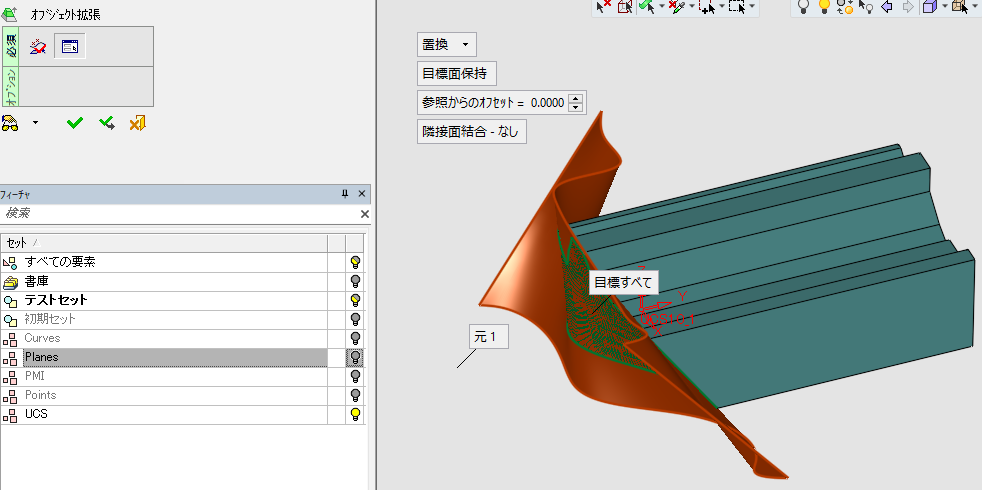 オブジェクト拡張
必須
オプション
フィーチャ
検索
セット
すべての要素
書庫
テストセット
初期セット
Curves
Planes
PMI
Points
UCS
置換
目標面保持
参照からのオフセット = 0.0000
隣接面結合 - なし
目標すべて
元 1
Y